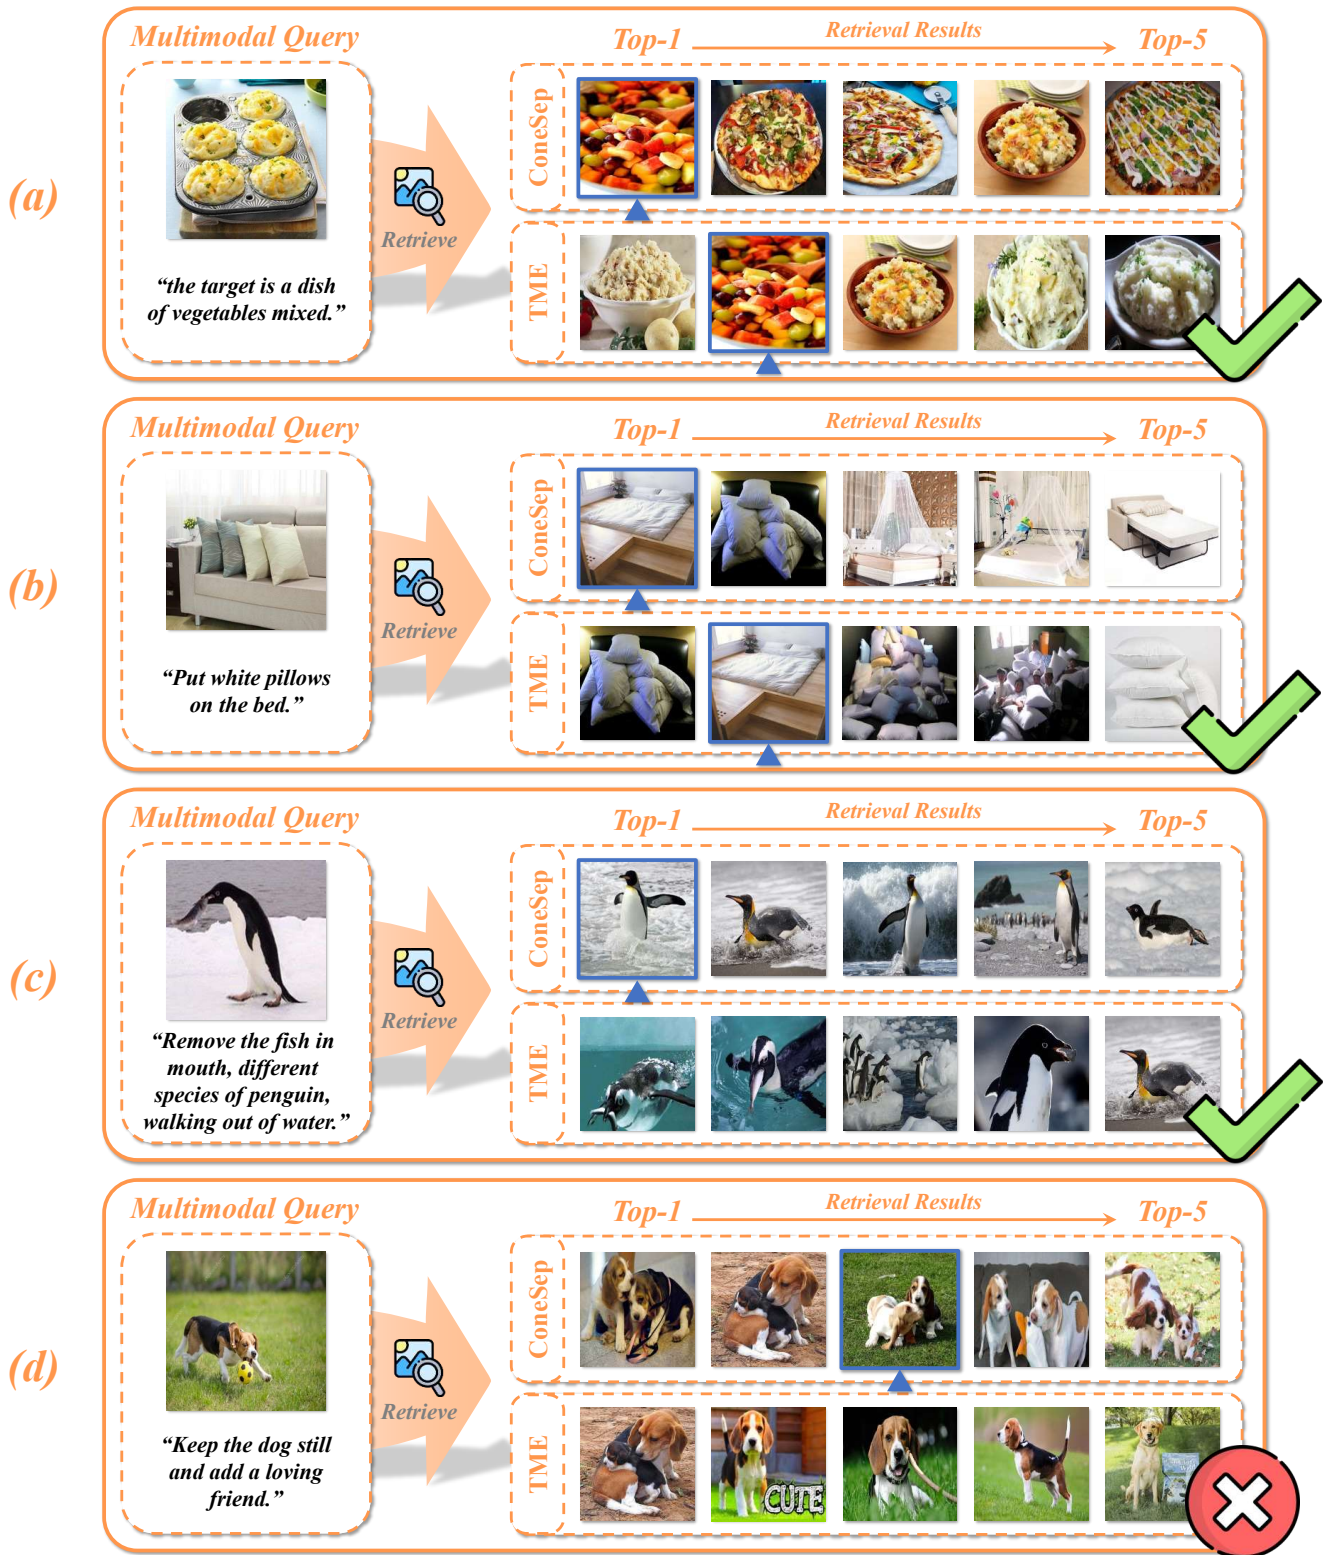 (a)
Multimodal Query
“the target is a dish
of vegetables mixed.”
Retrieve
Top-1
Retrieval Results
Top-5
ConeSep
TME
(b)
Multimodal Query
“Put white pillows
on the bed.”
Retrieve
Top-1
Retrieval Results
Top-5
ConeSep
TME
(c)
Multimodal Query
“Remove the fish in
mouth, different
species of penguin,
walking out of water.”
Retrieve
Top-1
Retrieval Results
Top-5
ConeSep
TME
(d)
Multimodal Query
“Keep the dog still
and add a loving
friend.”
Retrieve
Top-1
Retrieval Results
Top-5
ConeSep
TME
CUTE